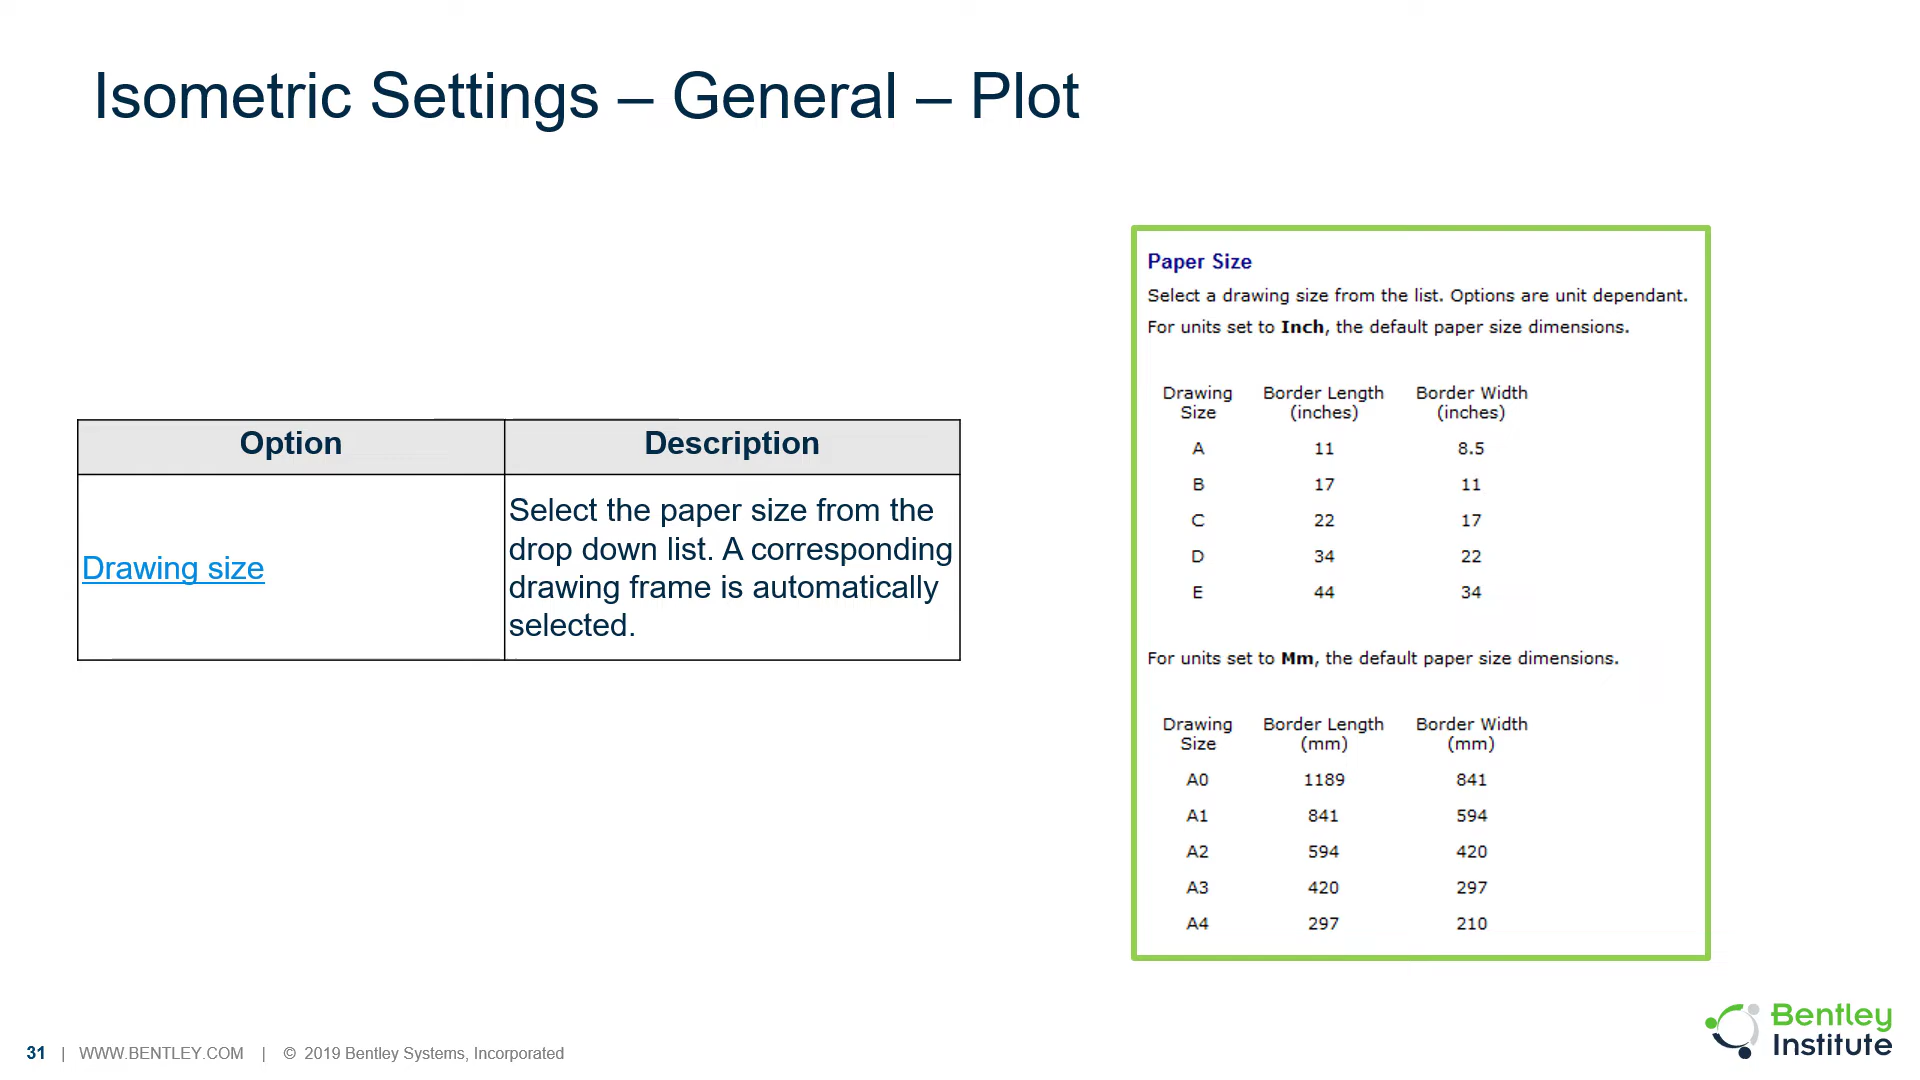 Isometric Settings – General – Plot
Option Description
Drawing size
Select the paper size from the
drop down list. A corresponding
drawing frame is automatically
selected.
Paper Size
Select a drawing size from the list. Options are unit dependant.
For units set to Inch, the default paper size dimensions.
Drawing Border Length Border Width
Size (inches) (inches)
A 11 8.5
B 17 11
C 22 17
D 34 22
E 44 34
For units set to Mm, the default paper size dimensions.
Drawing Border Length Border Width
Size (mm) (mm)
A0 1189 841
A1 841 594
A2 594 420
A3 420 297
A4 297 210
31 | WWW.BENTLEY.COM | © 2019 Bentley Systems, Incorporated
Bentley
Institute